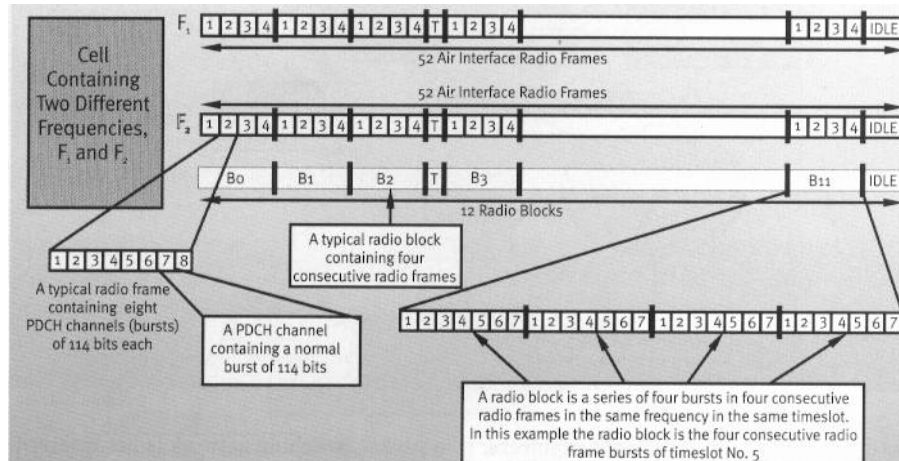 Cell
Containing
Two Different
Frequencies,
F1 and F2
F1 1 2 3 4 1 2 3 4 1 2 3 4 T 1 2 3 4 1 2 3 4 IDLE
52 Air Interface Radio Frames
52 Air Interface Radio Frames
F2 1 2 3 4 1 2 3 4 1 2 3 4 T 1 2 3 4 1 2 3 4 IDLE
B0 B1 B2 T B3 B11 IDLE
12 Radio Blocks
A typical radio block
containing four
consecutive radio frames
1 2 3 4 5 6 7 8
A typical radio frame
containing eight
PDCH channels (bursts)
of 114 bits each
A PDCH channel
containing a normal
burst of 114 bits
1 2 3 4 5 6 7 1 2 3 4 5 6 7 1 2 3 4 5 6 7 1 2 3 4 5 6 7
A radio block is a series of four bursts in four consecutive
radio frames in the same frequency in the same timeslot.
In this example the radio block is the four consecutive radio
frame bursts of timeslot No. 5